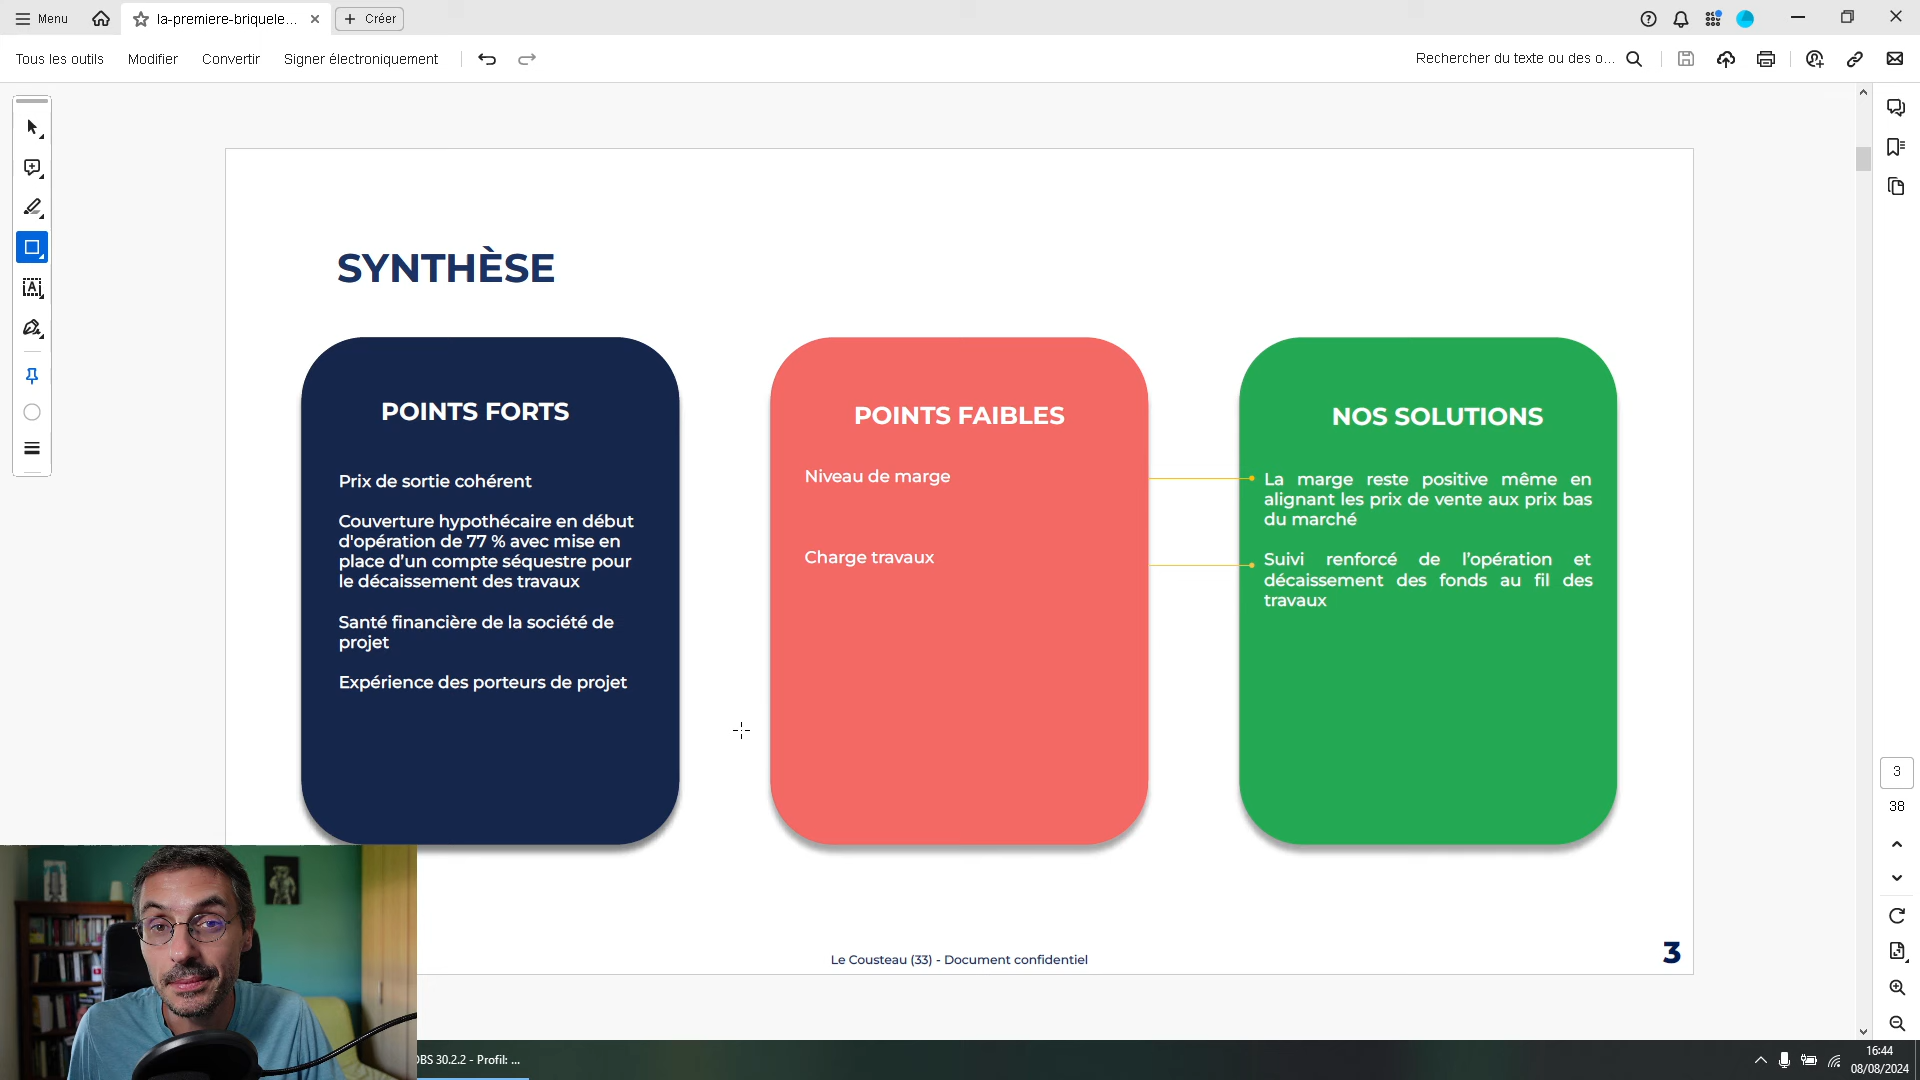 Menu
la-premiere-briquele...
Créer
Tous les outils
Modifier
Convertir
Signer électroniquement
Rechercher du texte ou des o...
SYNTHÈSE
POINTS FORTS
Prix de sortie cohérent
Couverture hypothécaire en début
d'opération de 77 % avec mise en
place d’un compte séquestre pour
le décaissement des travaux
Santé financière de la société de
projet
Expérience des porteurs de projet
POINTS FAIBLES
Niveau de marge
Charge travaux
NOS SOLUTIONS
La marge reste positive même en
alignant les prix de vente aux prix bas
du marché
Suivi renforcé de l’opération et
décaissement des fonds au fil des
travaux
3
38
Le Cousteau (33) - Document confidentiel
3
OBS 30.2.2 - Profil: ...
16:44
08/08/2024